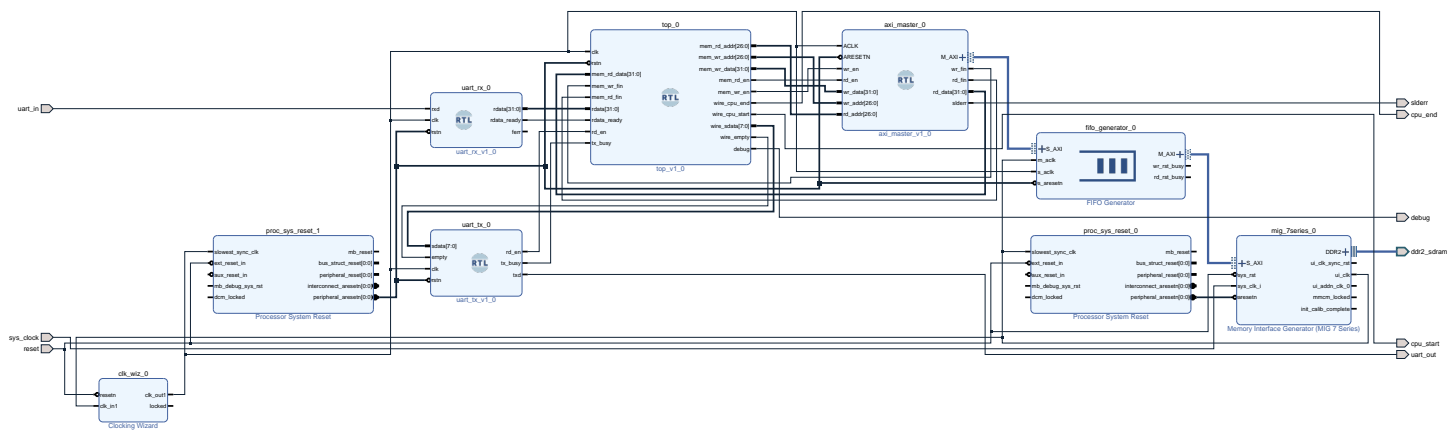 top_0
clk
rstn
mem_rd_data[31:0]
mem_wr_fin
mem_rd_fin
rdata[31:0]
rdata_ready
rd_en
tx_busy
mem_rd_addr[26:0]
mem_wr_addr[26:0]
mem_wr_data[31:0]
mem_rd_en
mem_wr_en
wire_cpu_end
wire_cpu_start
wire_sdata[7:0]
wire_empty
debug
RTL
top_v1_0
axi_master_0
ACLK
ARESETN
wr_en
rd_en
wr_data[31:0]
wr_addr[26:0]
rd_addr[26:0]
M_AXI
wr_fin
rd_fin
rd_data[31:0]
slderr
RTL
axi_master_v1_0
uart_rx_0
rxd
clk
rstn
rdata[31:0]
rdata_ready
ferr
RTL
uart_rx_v1_0
uart_in
slderr
cpu_end
fifo_generator_0
S_AXI
m_aclk
s_aclk
s_aresetn
M_AXI
wr_rst_busy
rd_rst_busy
FIFO Generator
debug
uart_tx_0
sdata[7:0]
empty
clk
rstn
rd_en
tx_busy
txd
RTL
uart_tx_v1_0
proc_sys_reset_1
slowest_sync_clk
ext_reset_in
aux_reset_in
mb_debug_sys_rst
dcm_locked
mb_reset
bus_struct_reset[0:0]
peripheral_reset[0:0]
interconnect_aresetn[0:0]
peripheral_aresetn[0:0]
Processor System Reset
proc_sys_reset_0
slowest_sync_clk
ext_reset_in
aux_reset_in
mb_debug_sys_rst
dcm_locked
mb_reset
bus_struct_reset[0:0]
peripheral_reset[0:0]
interconnect_aresetn[0:0]
peripheral_aresetn[0:0]
Processor System Reset
mig_7series_0
S_AXI
sys_rst
sys_clk_i
aresetn
DDR2
ui_clk_sync_rst
ui_clk
ui_addn_clk_0
mmcm_locked
init_calib_complete
Memory Interface Generator (MIG 7 Series)
ddr2_sdram
sys_clock
reset
cpu_start
uart_out
clk_wiz_0
resetn
clk_in1
clk_out1
locked
Clocking Wizard